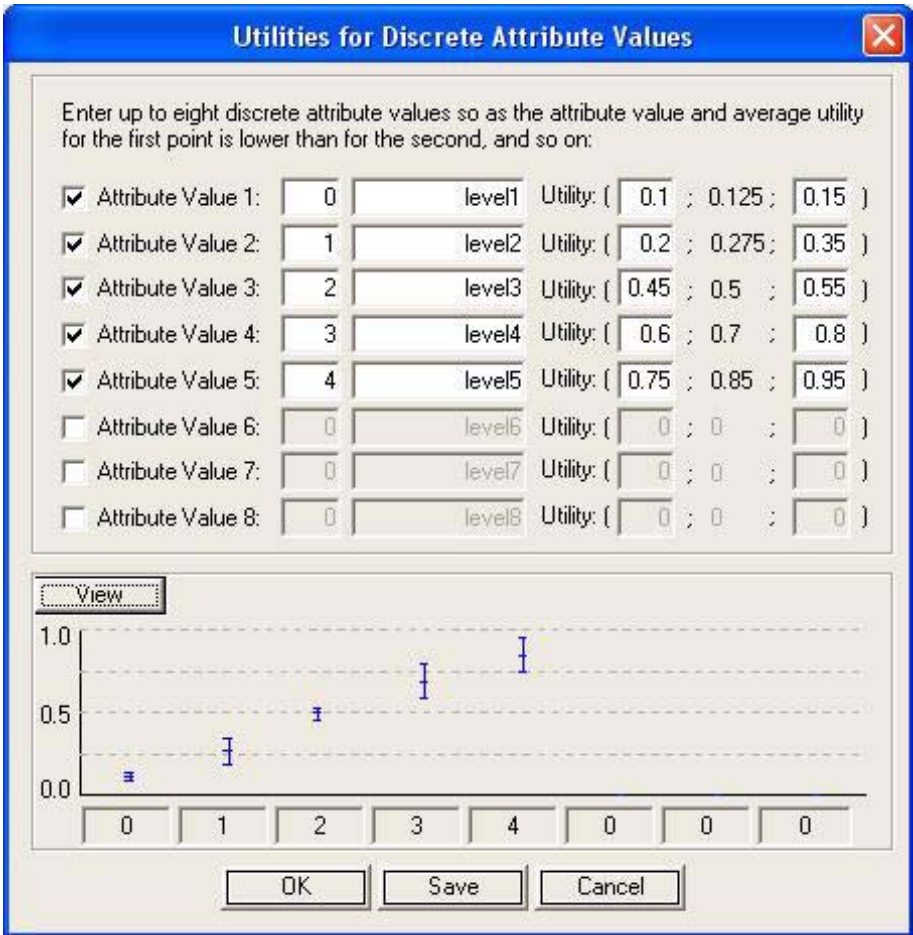 Utilities for Discrete Attribute Values
Enter up to eight discrete attribute values so as the attribute value and average utility
for the first point is lower than for the second, and so on:
Attribute Value 1: 0 level1 Utility: ( 0.1 ; 0.125 ; 0.15 )
Attribute Value 2: 1 level2 Utility: ( 0.2 ; 0.275 ; 0.35 )
Attribute Value 3: 2 level3 Utility: ( 0.45 ; 0.5 ; 0.55 )
Attribute Value 4: 3 level4 Utility: ( 0.6 ; 0.7 ; 0.8 )
Attribute Value 5: 4 level5 Utility: ( 0.75 ; 0.85 ; 0.95 )
Attribute Value 6: 0 level6 Utility: ( 0 ; 0 ; 0 )
Attribute Value 7: 0 level7 Utility: ( 0 ; 0 ; 0 )
Attribute Value 8: 0 level8 Utility: ( 0 ; 0 ; 0 )
View
1.0
0.5
0.0
0 1 2 3 4 0 0 0
OK Save Cancel